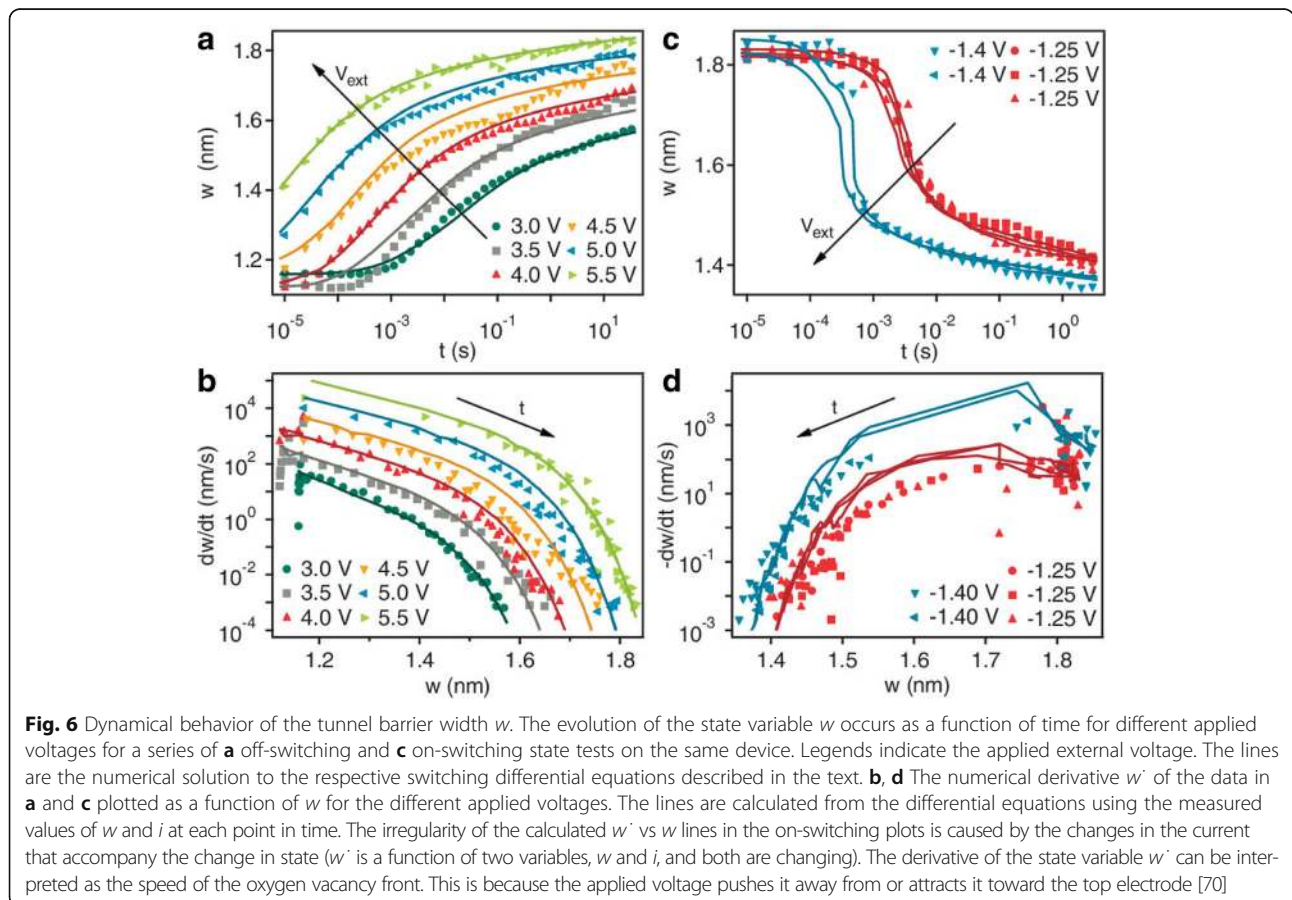 a
1.8
1.6
1.4
1.2
w (nm)
V_ext
3.0 V 4.5 V
3.5 V 5.0 V
4.0 V 5.5 V
10^-5 10^-3 10^-1 10^1
t (s)
c
1.8
1.6
1.4
w (nm)
-1.4 V -1.25 V
-1.4 V -1.25 V
-1.25 V
V_ext
10^-5 10^-4 10^-3 10^-2 10^-1 10^0
t (s)
b
10^4
10^2
10^0
10^-2
10^-4
dw/dt (nm/s)
t
3.0 V 4.5 V
3.5 V 5.0 V
4.0 V 5.5 V
1.2 1.4 1.6 1.8
w (nm)
d
10^3
10^1
10^-1
10^-3
-dw/dt (nm/s)
t
-1.25 V
-1.40 V -1.25 V
-1.40 V -1.25 V
1.4 1.5 1.6 1.7 1.8
w (nm)
Fig. 6 Dynamical behavior of the tunnel barrier width w. The evolution of the state variable w occurs as a function of time for different applied
voltages for a series of a off-switching and c on-switching state tests on the same device. Legends indicate the applied external voltage. The lines
are the numerical solution to the respective switching differential equations described in the text. b, d The numerical derivative w˙ of the data in
a and c plotted as a function of w for the different applied voltages. The lines are calculated from the differential equations using the measured
values of w and i at each point in time. The irregularity of the calculated w˙ vs w lines in the on-switching plots is caused by the changes in the current
that accompany the change in state (w˙ is a function of two variables, w and i, and both are changing). The derivative of the state variable w˙ can be inter-
preted as the speed of the oxygen vacancy front. This is because the applied voltage pushes it away from or attracts it toward the top electrode [70]